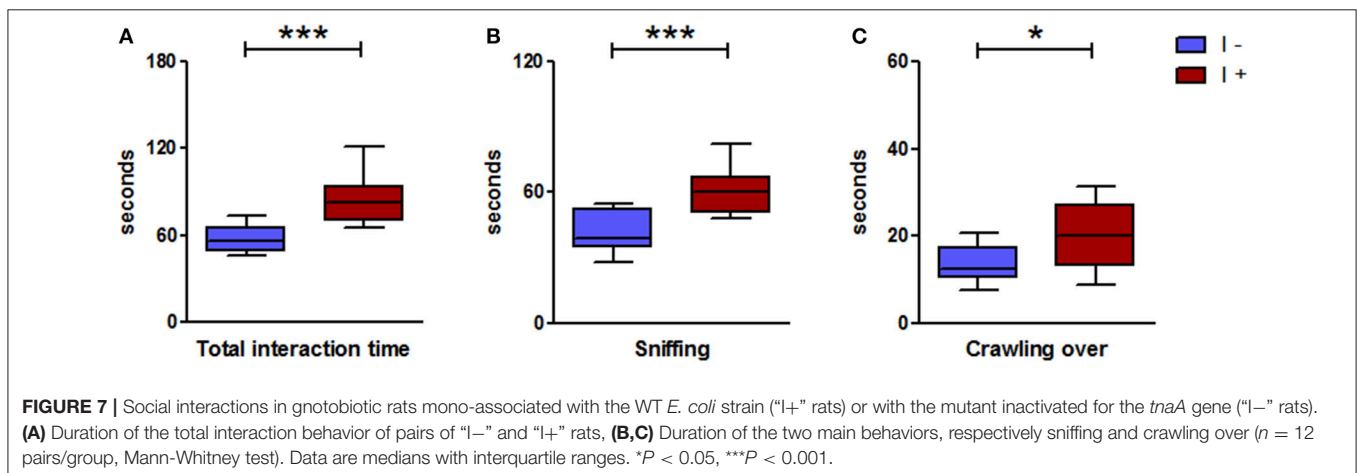 A
***
180
120
60
0
seconds
Total interaction time
B
***
120
60
0
seconds
Sniffing
C
*
60
40
20
0
seconds
Crawling over
I -
I +
FIGURE 7 | Social interactions in gnotobiotic rats mono-associated with the WT E. coli strain (“I+” rats) or with the mutant inactivated for the tnaA gene (“I−” rats).
(A) Duration of the total interaction behavior of pairs of “I−” and “I+” rats, (B,C) Duration of the two main behaviors, respectively sniffing and crawling over (n = 12
pairs/group, Mann-Whitney test). Data are medians with interquartile ranges. *P < 0.05, ***P < 0.001.